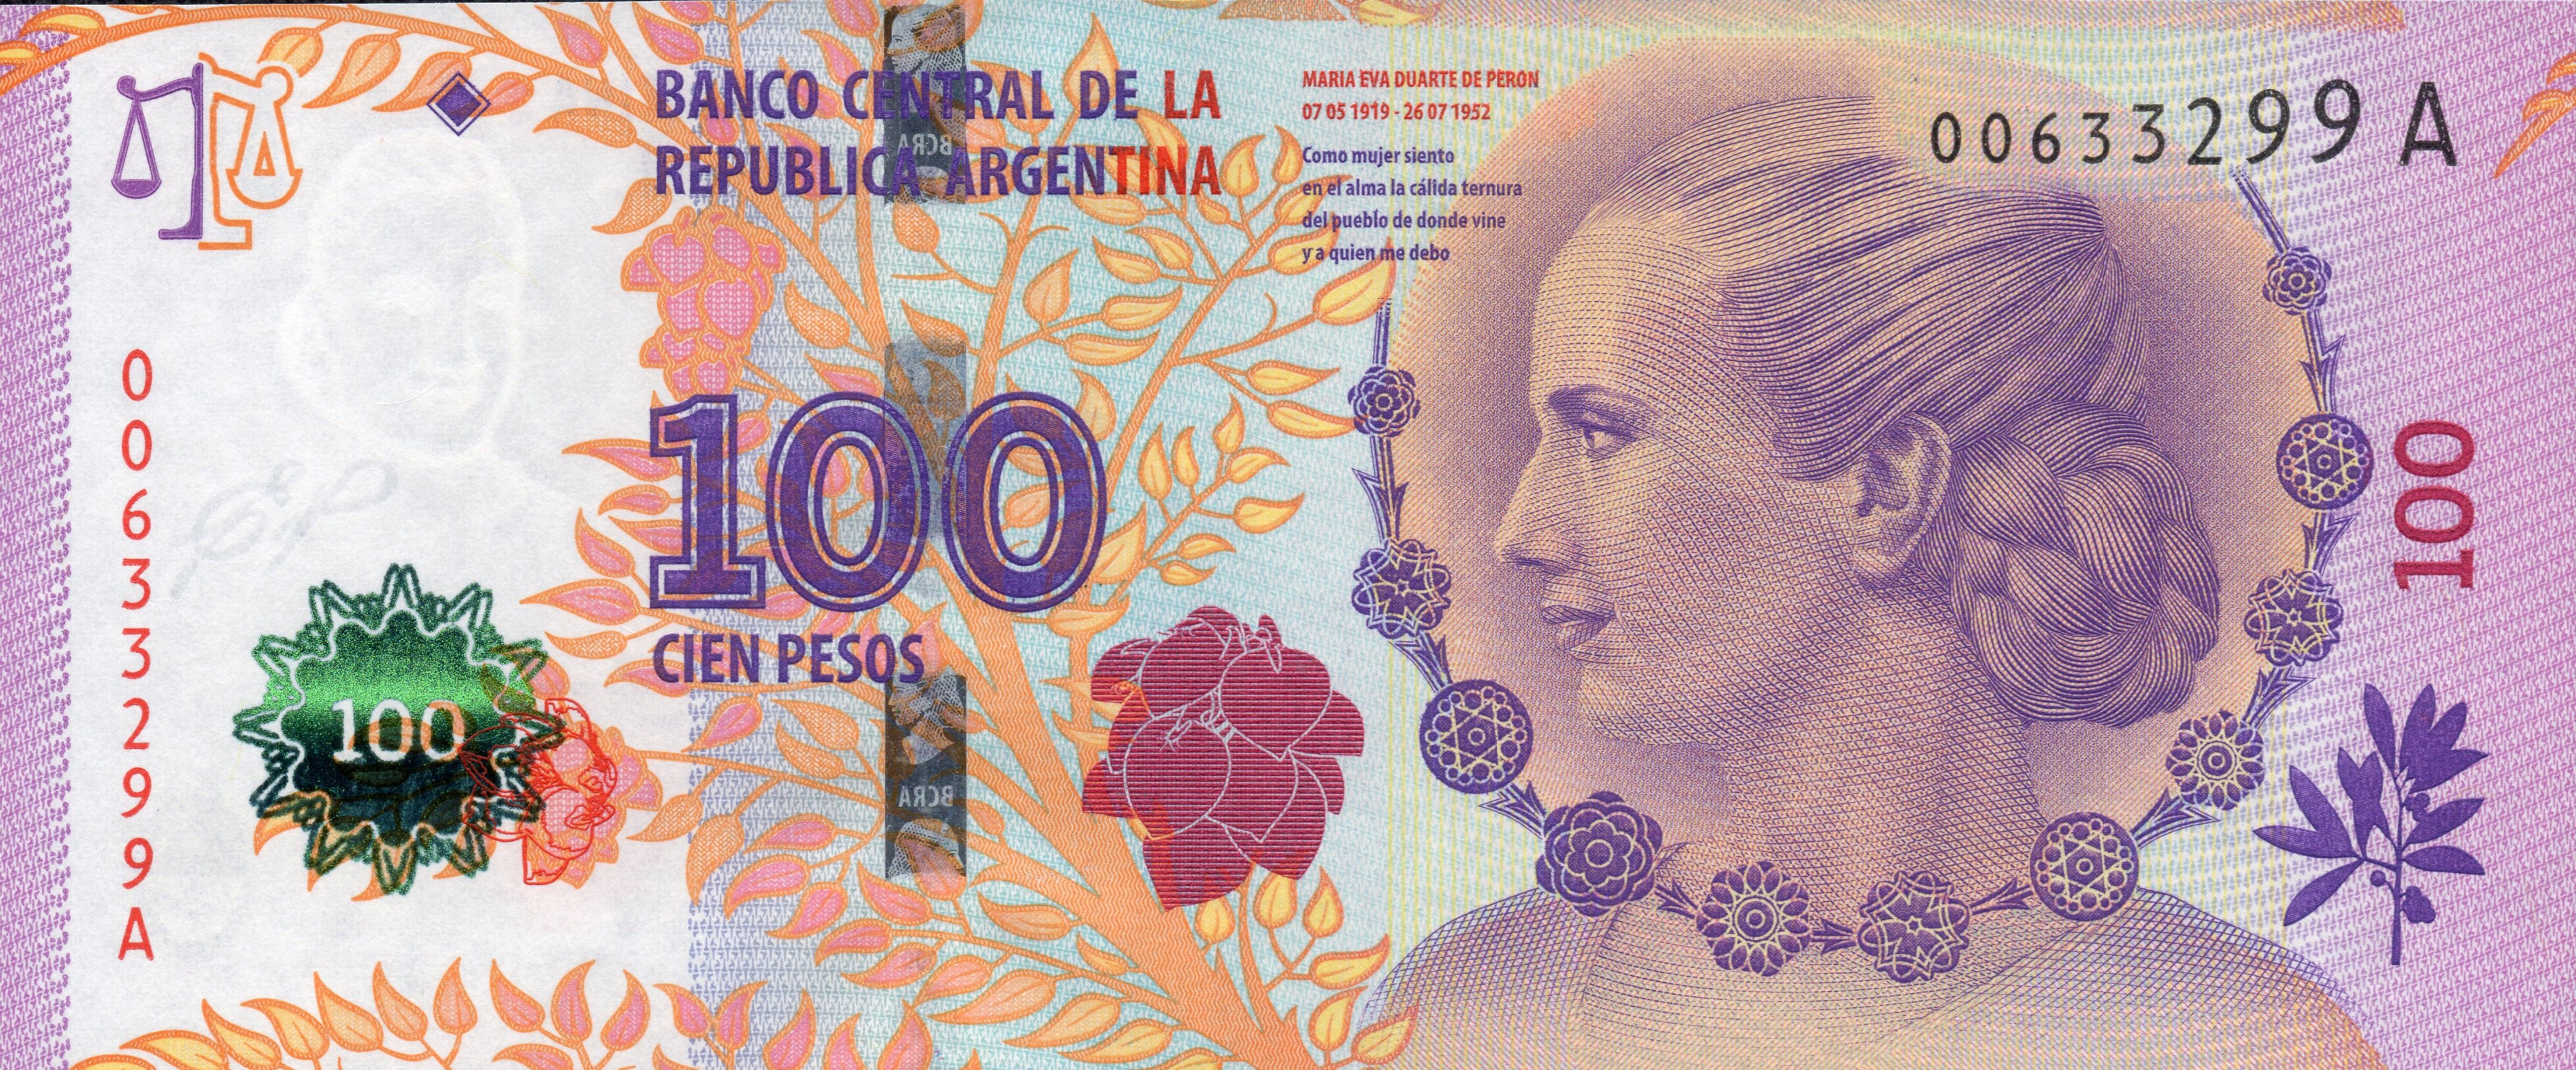 BANCO CENTRAL DE LA
REPUBLICA ARGENTINA
MARIA EVA DUARTE DE PERON
07 05 1919 - 26 07 1952
Como mujer siento
en el alma la cálida ternura
del pueblo de donde vine
y a quien me debo
00633299 A
BCRA
00633299A
100
CIEN PESOS
100
BCRA
100